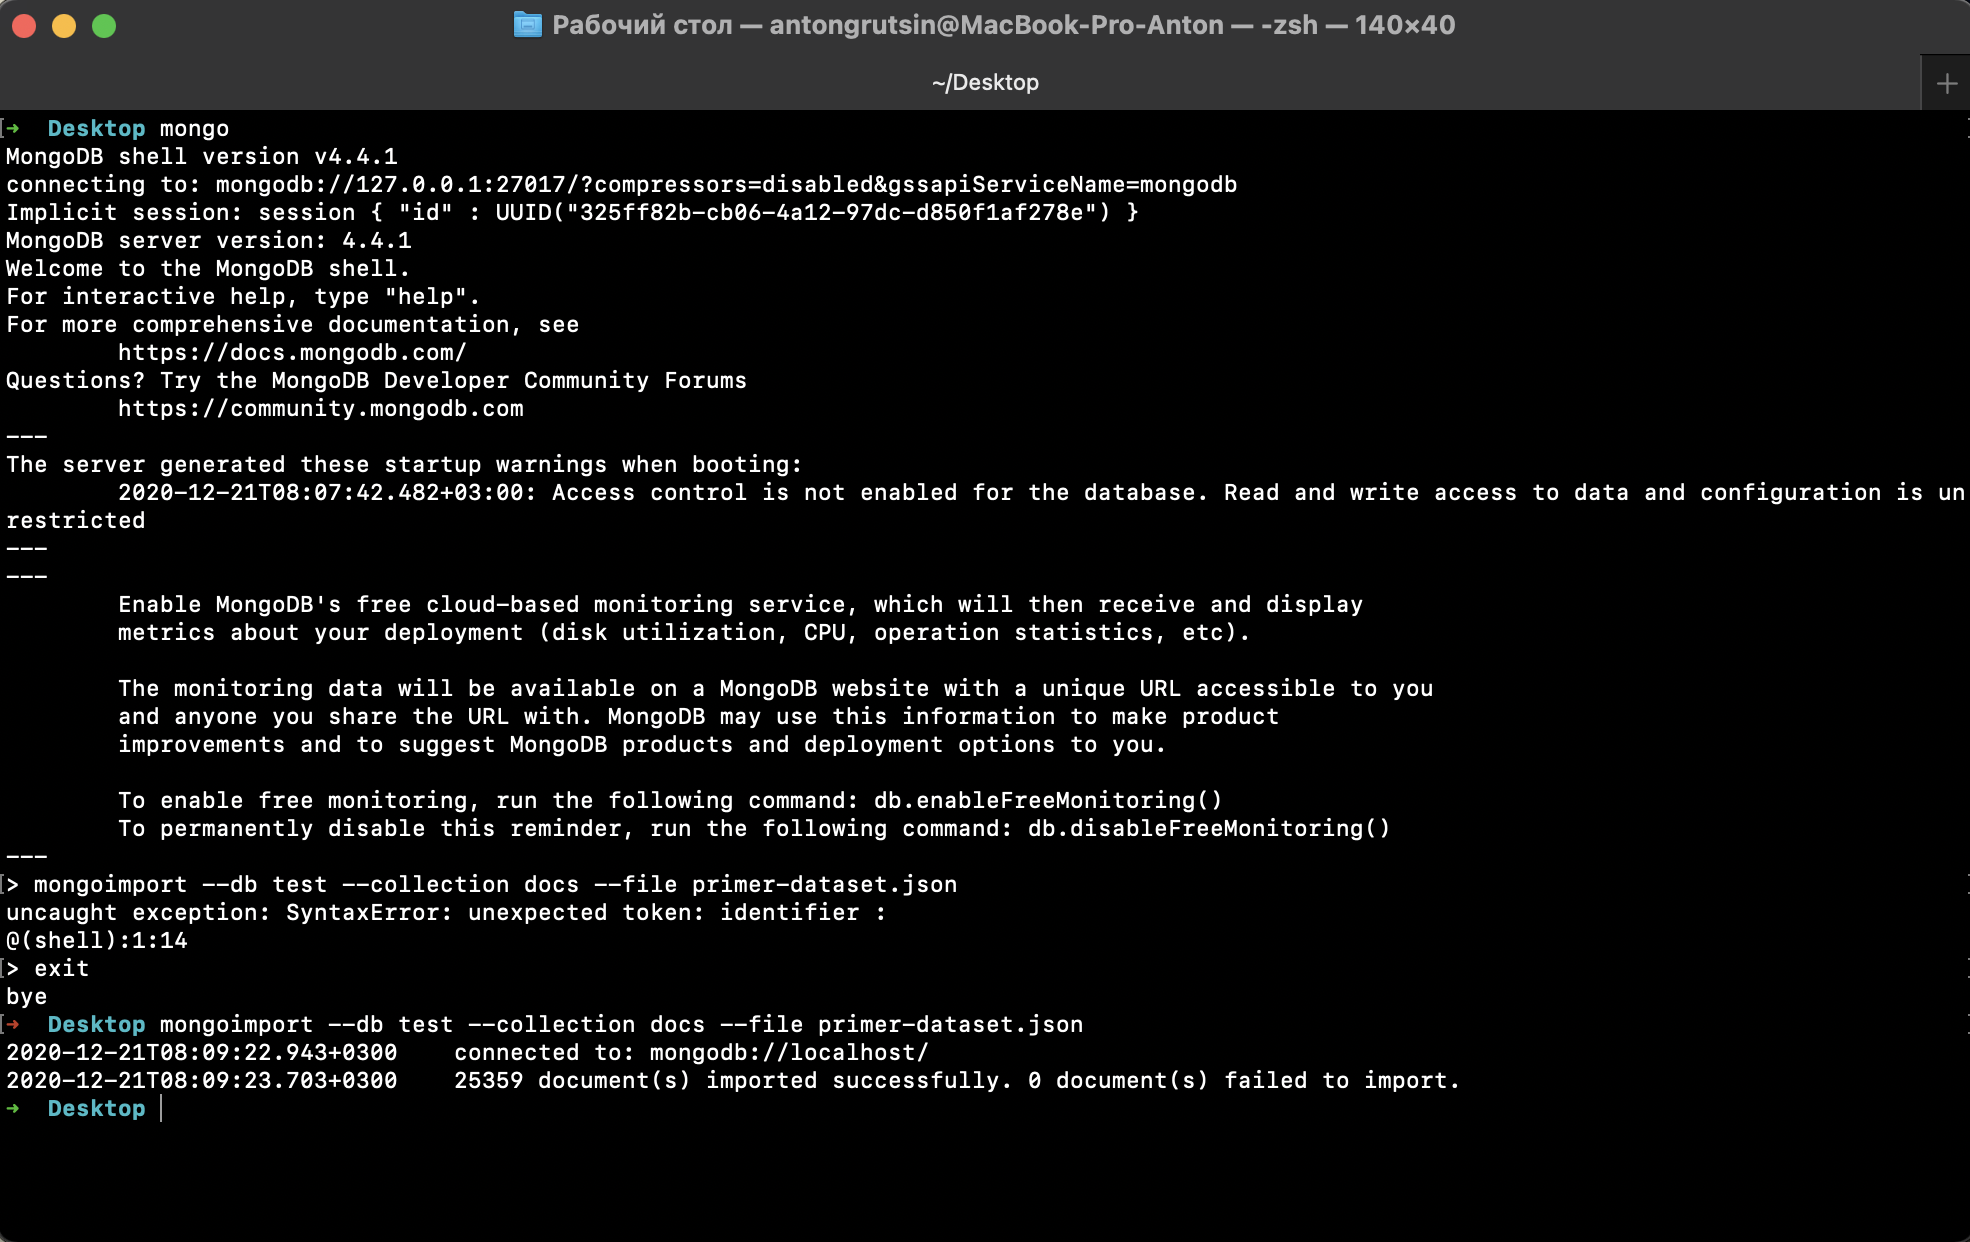 Рабочий стол — antongrutsin@MacBook-Pro-Anton — -zsh — 140×40
~/Desktop
➜  Desktop mongo
MongoDB shell version v4.4.1
connecting to: mongodb://127.0.0.1:27017/?compressors=disabled&gssapiServiceName=mongodb
Implicit session: session { "id" : UUID("325ff82b-cb06-4a12-97dc-d850f1af278e") }
MongoDB server version: 4.4.1
Welcome to the MongoDB shell.
For interactive help, type "help".
For more comprehensive documentation, see
        https://docs.mongodb.com/
Questions? Try the MongoDB Developer Community Forums
        https://community.mongodb.com
---
The server generated these startup warnings when booting:
        2020-12-21T08:07:42.482+03:00: Access control is not enabled for the database. Read and write access to data and configuration is un
restricted
---
---
        Enable MongoDB's free cloud-based monitoring service, which will then receive and display
        metrics about your deployment (disk utilization, CPU, operation statistics, etc).

        The monitoring data will be available on a MongoDB website with a unique URL accessible to you
        and anyone you share the URL with. MongoDB may use this information to make product
        improvements and to suggest MongoDB products and deployment options to you.

        To enable free monitoring, run the following command: db.enableFreeMonitoring()
        To permanently disable this reminder, run the following command: db.disableFreeMonitoring()
---
> mongoimport --db test --collection docs --file primer-dataset.json
uncaught exception: SyntaxError: unexpected token: identifier :
@(shell):1:14
> exit
bye
➜  Desktop mongoimport --db test --collection docs --file primer-dataset.json
2020-12-21T08:09:22.943+0300    connected to: mongodb://localhost/
2020-12-21T08:09:23.703+0300    25359 document(s) imported successfully. 0 document(s) failed to import.
➜  Desktop